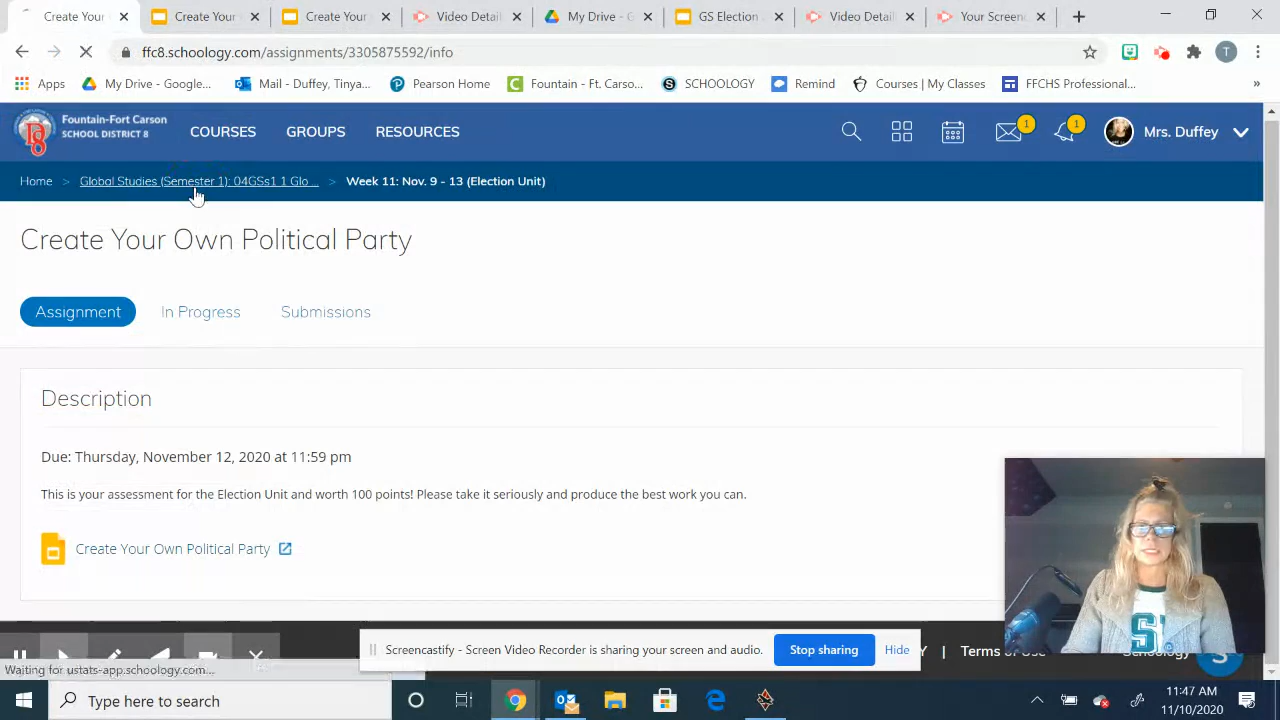 Create Your
Create Your
Create Your
Video Detail
My Drive - G
GS Election
Video Detail
Your Screen
ffc8.schoology.com/assignments/3305875592/info
T
Apps
My Drive - Google...
Mail - Duffey, Tinya...
Pearson Home
Fountain - Ft. Carso...
SCHOOLOGY
Remind
Courses | My Classes
FFCHS Professional...
»
Fountain-Fort Carson
SCHOOL DISTRICT 8
COURSES
GROUPS
RESOURCES
1
1
Mrs. Duffey
Home > Global Studies (Semester 1): 04GSs1 1 Glo ... > Week 11: Nov. 9 - 13 (Election Unit)
Create Your Own Political Party
Assignment
In Progress
Submissions
Description
Due: Thursday, November 12, 2020 at 11:59 pm
This is your assessment for the Election Unit and worth 100 points! Please take it seriously and produce the best work you can.
Create Your Own Political Party
Screencastify - Screen Video Recorder is sharing your screen and audio.
Stop sharing
Hide
Waiting for ustats-app.schoology.com...
Type here to search
11:47 AM
11/10/2020